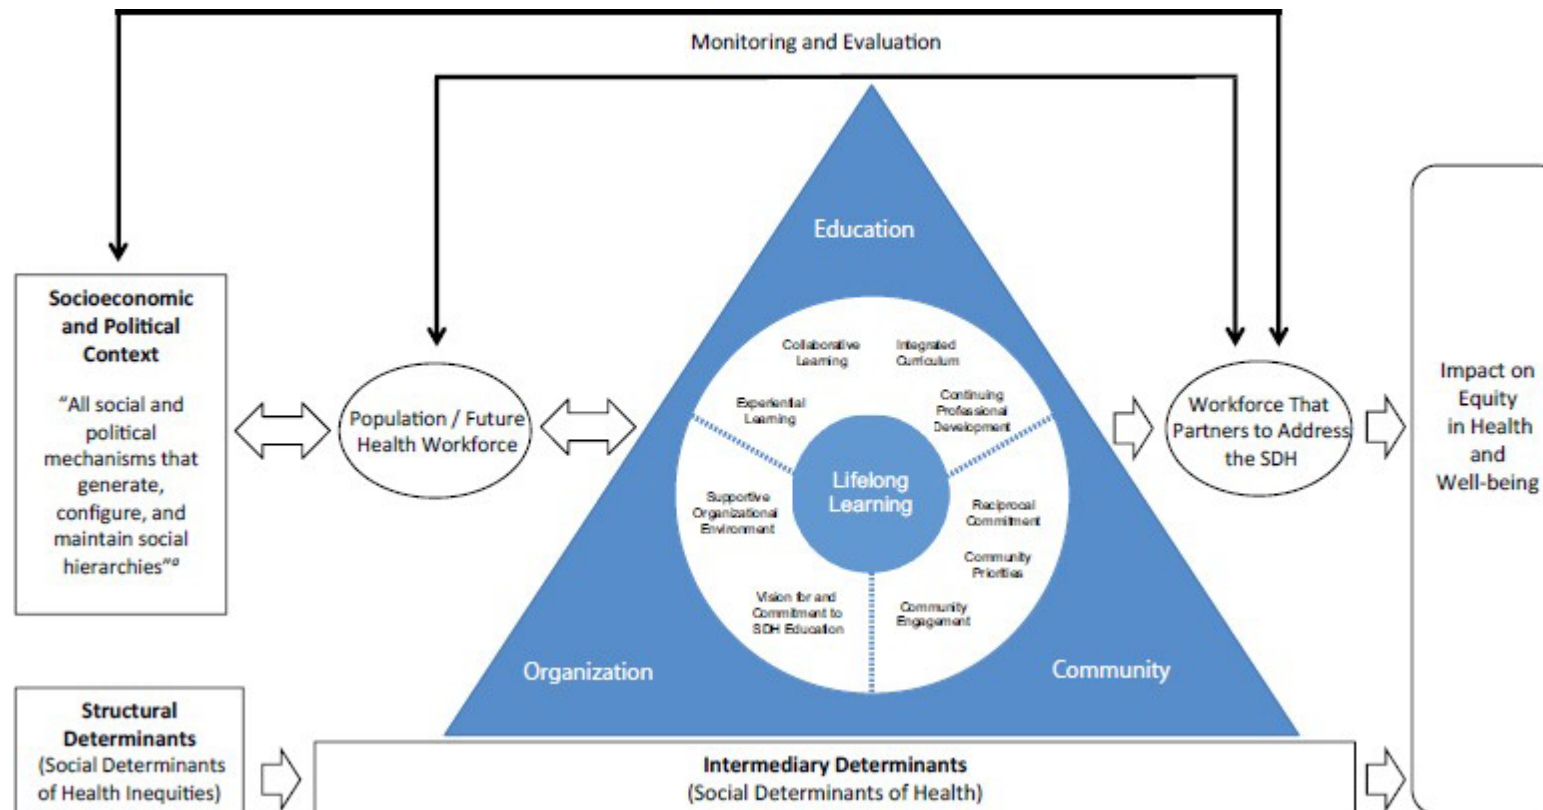 Monitoring and Evaluation
Education
Socioeconomic
and Political
Context
“All social and
political
mechanisms that
generate,
configure, and
maintain social
hierarchies”a
Population / Future
Health Workforce
Collaborative
Learning
Integrated
Curriculum
Experiential
Learning
Continuing
Professional
Development
Lifelong
Learning
Supportive
Organizational
Environment
Reciprocal
Commitment
Community
Priorities
Vision for and
Commitment to
SDH Education
Community
Engagement
Organization
Community
Workforce That
Partners to Address
the SDH
Impact on
Equity
in Health
and
Well-being
Structural
Determinants
(Social Determinants
of Health Inequities)
Intermediary Determinants
(Social Determinants of Health)